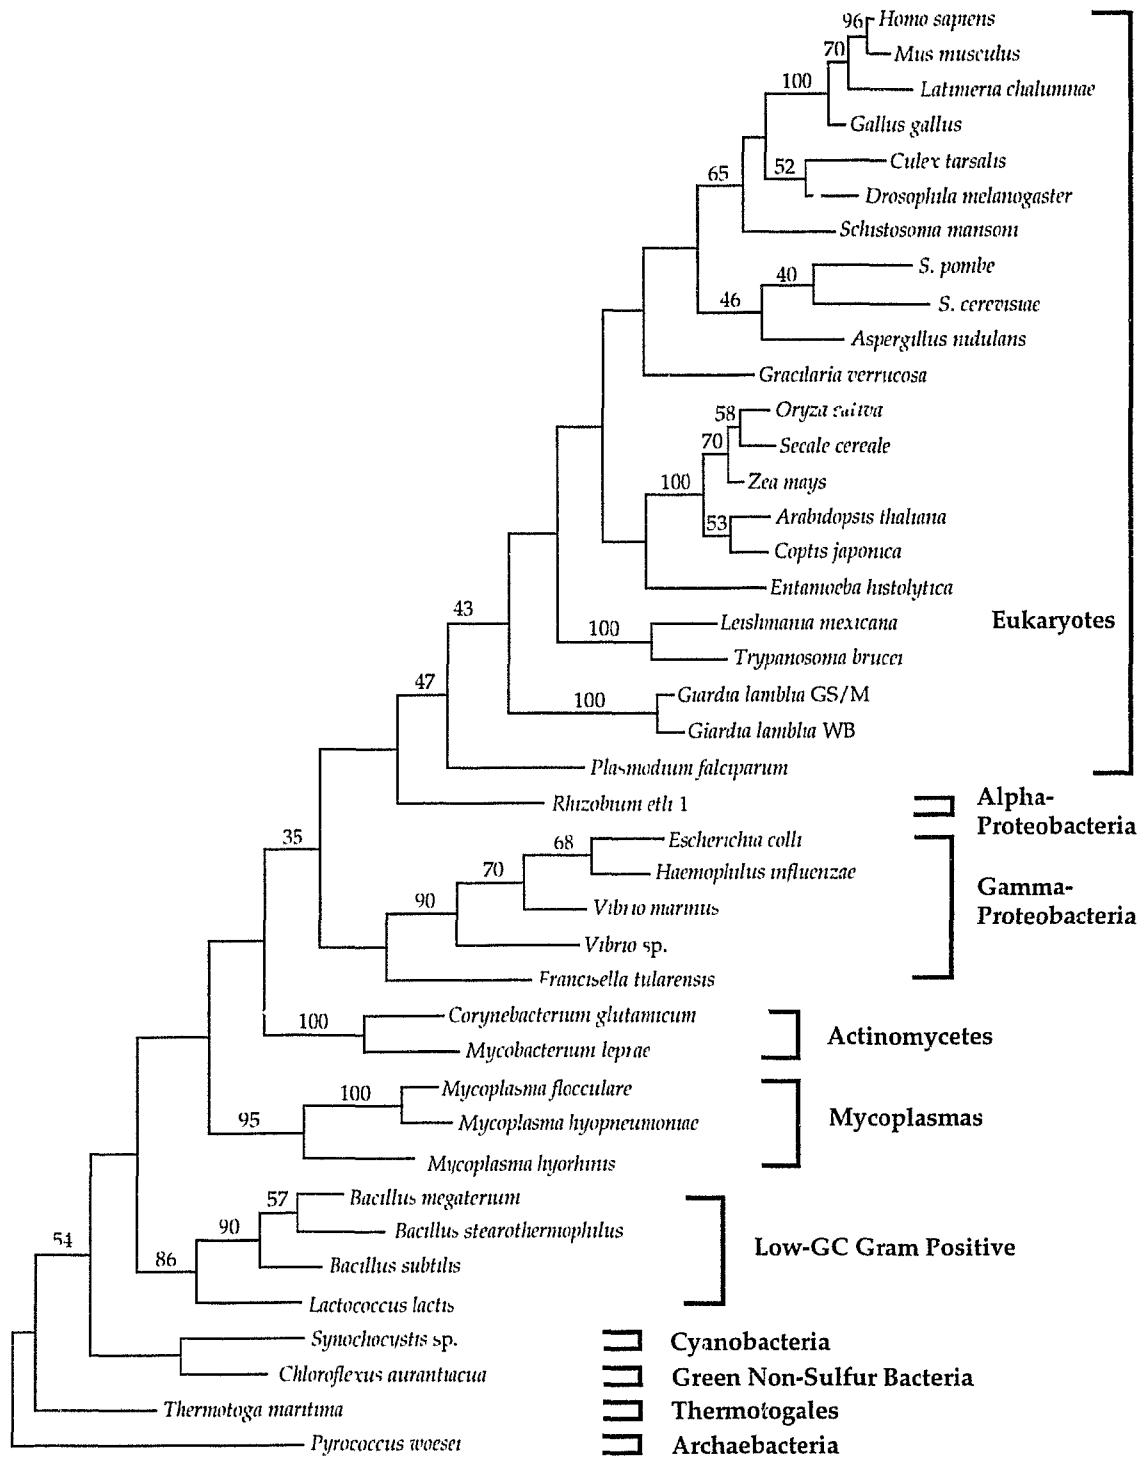 96
Homo sapiens
70
Mus musculus
100
Latimeria chalumnae
Gallus gallus
52
Culex tarsalis
65
Drosophila melanogaster
Schistosoma mansoni
40
S. pombe
46
S. cerevisiae
Aspergillus nidulans
Gracilaria verrucosa
58
Oryza sativa
70
Secale cereale
100
Zea mays
53
Arabidopsis thaliana
Coptis japonica
Entamoeba histolytica
43
Leishmania mexicana
Eukaryotes
100
Trypanosoma brucei
47
Giardia lamblia GS/M
100
Giardia lamblia WB
Plasmodium falciparum
Rhizobium etli 1
Alpha-
Proteobacteria
35
68
Escherichia colli
70
Haemophilus influenzae
Gamma-
Proteobacteria
90
Vibrio marinus
Vibrio sp.
Francisella tularensis
100
Corynebacterium glutamicum
Mycobacterium leprae
Actinomycetes
100
Mycoplasma flocculare
95
Mycoplasma hyopneumoniae
Mycoplasmas
Mycoplasma hyorhinis
57
Bacillus megaterium
90
Bacillus stearothermophilus
54
86
Bacillus subtilis
Low-GC Gram Positive
Lactococcus lactis
Synochocystis sp.
Cyanobacteria
Chloroflexus aurantiacua
Green Non-Sulfur Bacteria
Thermotoga maritima
Thermotogales
Pyrococcus woesei
Archaebacteria